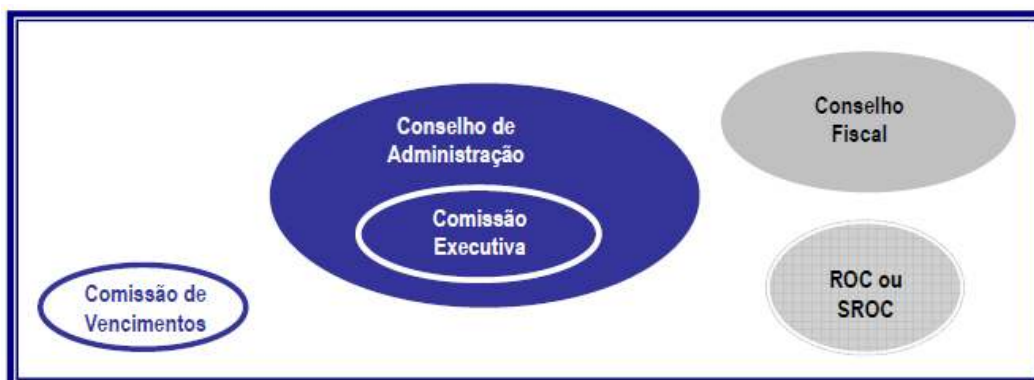 Conselho de
Administração
Comissão
Executiva
Conselho
Fiscal
Comissão de
Vencimentos
ROC ou
SROC